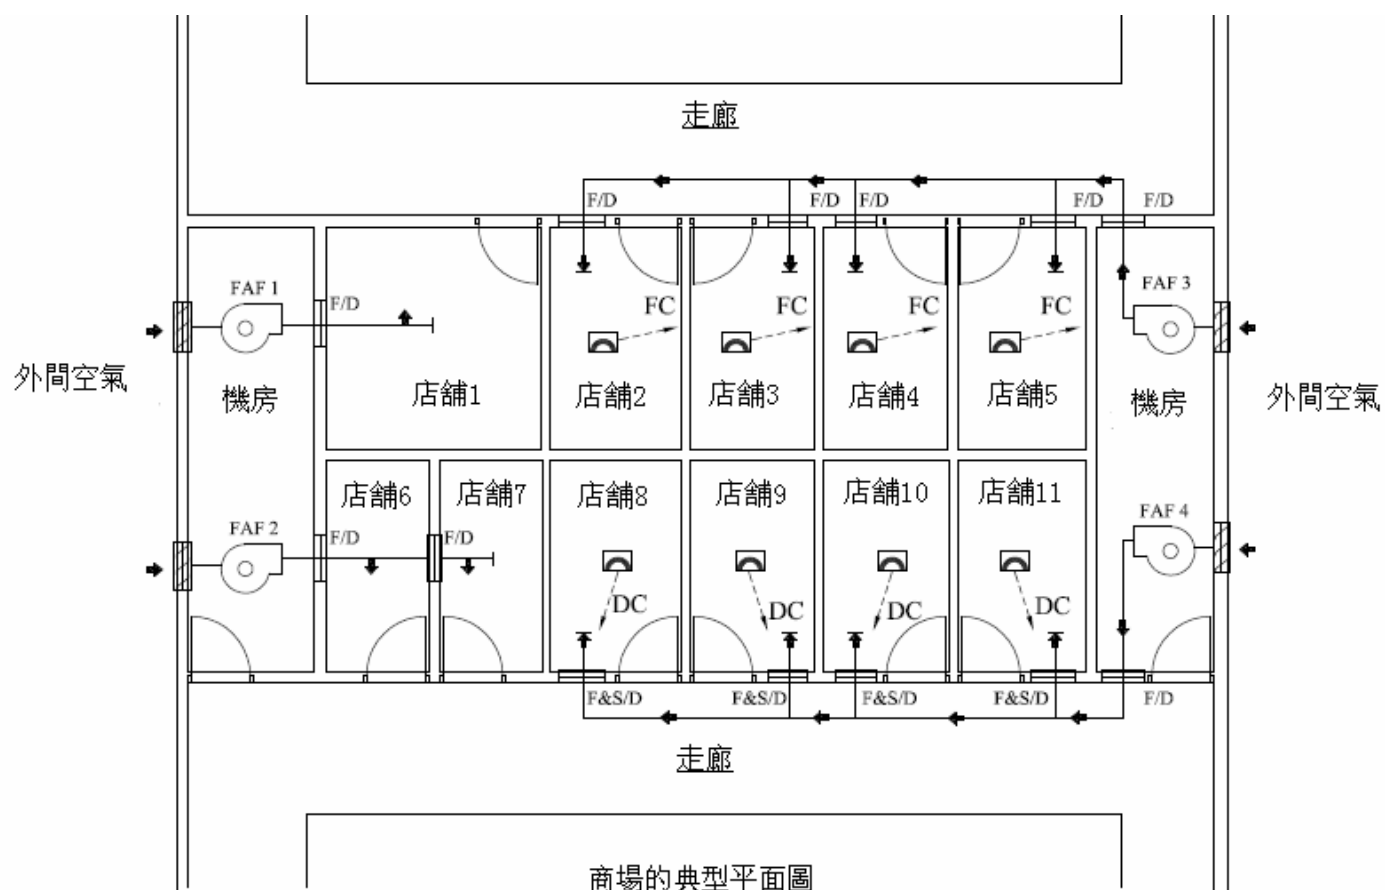 走廊
F/D
F/D
F/D
F/D
F/D
FAF 1
F/D
FC
FC
FC
FC
FAF 3
外間空氣
機房
店舖1
店舖2
店舖3
店舖4
店舖5
機房
外間空氣
店舖6
店舖7
店舖8
店舖9
店舖10
店舖11
FAF 2
F/D
F/D
FAF 4
DC
DC
DC
DC
F&S/D
F&S/D
F&S/D
F&S/D
F/D
走廊
商場的典型平面圖